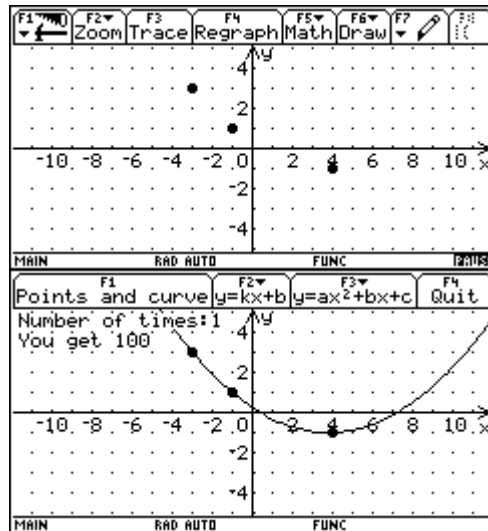 F1 F2 Zoom F3 Trace F4 Regraph F5 Math F6 Draw F7
4 y
2
-10 -8 -6 -4 -2 0 2 4 6 8 10 x
-2
-4
MAIN RAD AUTO FUNC PAUS
F1 Points and curve F2 y=kx+b F3 y=ax²+bx+c F4 Quit
Number of times:1 4 y
You get 100
2
-10 -8 -6 -4 -2 0 2 4 6 8 10 x
-2
-4
MAIN RAD AUTO FUNC